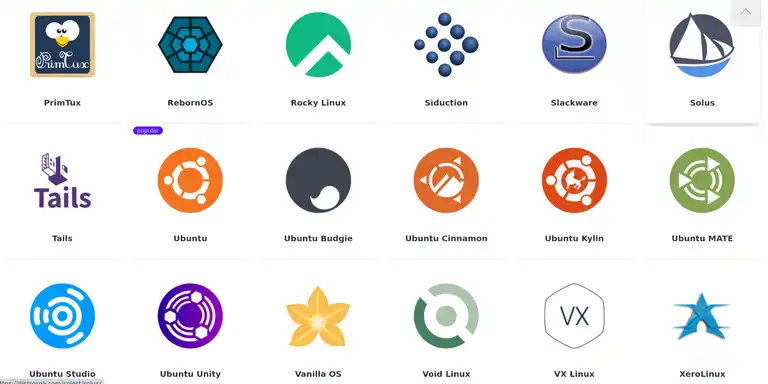 PrimTux
PrimTux
RebornOS
Rocky Linux
Siduction
S
Slackware
Solus
popular
Tails
Tails
Ubuntu
Ubuntu Budgie
Ubuntu Cinnamon
Ubuntu Kylin
Ubuntu MATE
VX
Ubuntu Studio
Ubuntu Unity
Vanilla OS
Void Linux
VX Linux
XeroLinux